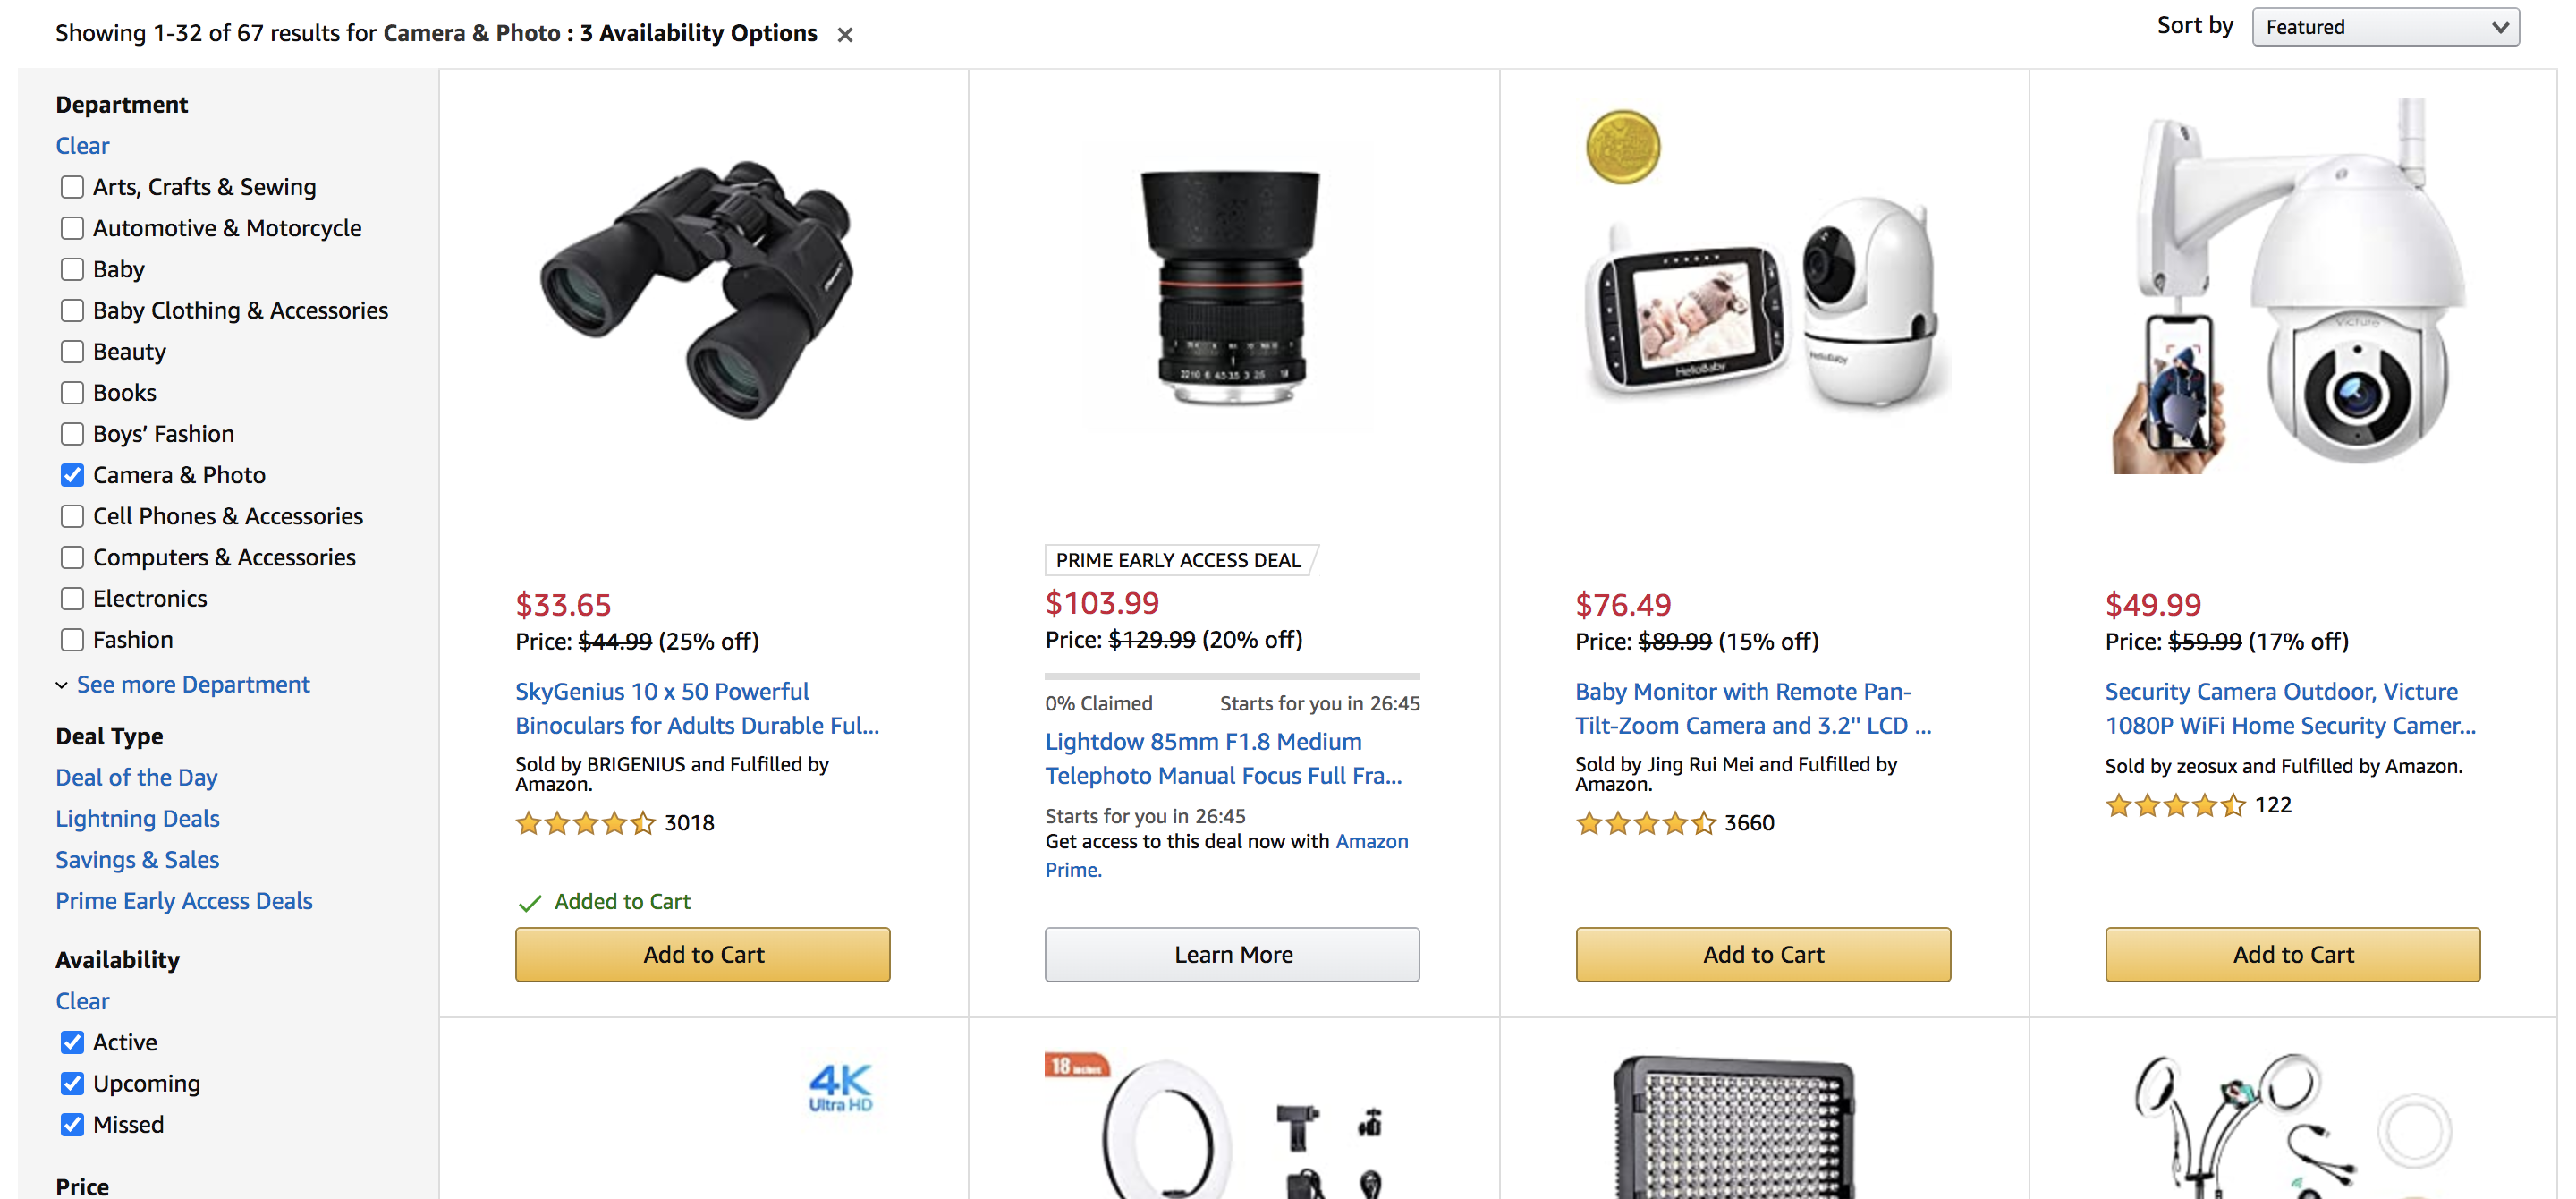 Showing 1-32 of 67 results for Camera & Photo : 3 Availability Options ×
Sort by Featured
Department
Clear
Arts, Crafts & Sewing
Automotive & Motorcycle
Baby
Baby Clothing & Accessories
Beauty
Books
Boys’ Fashion
Camera & Photo
Cell Phones & Accessories
Computers & Accessories
Electronics
Fashion
See more Department
Deal Type
Deal of the Day
Lightning Deals
Savings & Sales
Prime Early Access Deals
Availability
Clear
Active
Upcoming
Missed
Price
$33.65
Price: $44.99 (25% off)
SkyGenius 10 x 50 Powerful
Binoculars for Adults Durable Ful...
Sold by BRIGENIUS and Fulfilled by
Amazon.
3018
Added to Cart
Add to Cart
PRIME EARLY ACCESS DEAL
$103.99
Price: $129.99 (20% off)
0% Claimed Starts for you in 26:45
Lightdow 85mm F1.8 Medium
Telephoto Manual Focus Full Fra...
Starts for you in 26:45
Get access to this deal now with Amazon
Prime.
Learn More
HelloBaby
HelloBaby
$76.49
Price: $89.99 (15% off)
Baby Monitor with Remote Pan-
Tilt-Zoom Camera and 3.2" LCD ...
Sold by Jing Rui Mei and Fulfilled by
Amazon.
3660
Add to Cart
Victure
$49.99
Price: $59.99 (17% off)
Security Camera Outdoor, Victure
1080P WiFi Home Security Camer...
Sold by zeosux and Fulfilled by Amazon.
122
Add to Cart
4K
Ultra HD
18 inches